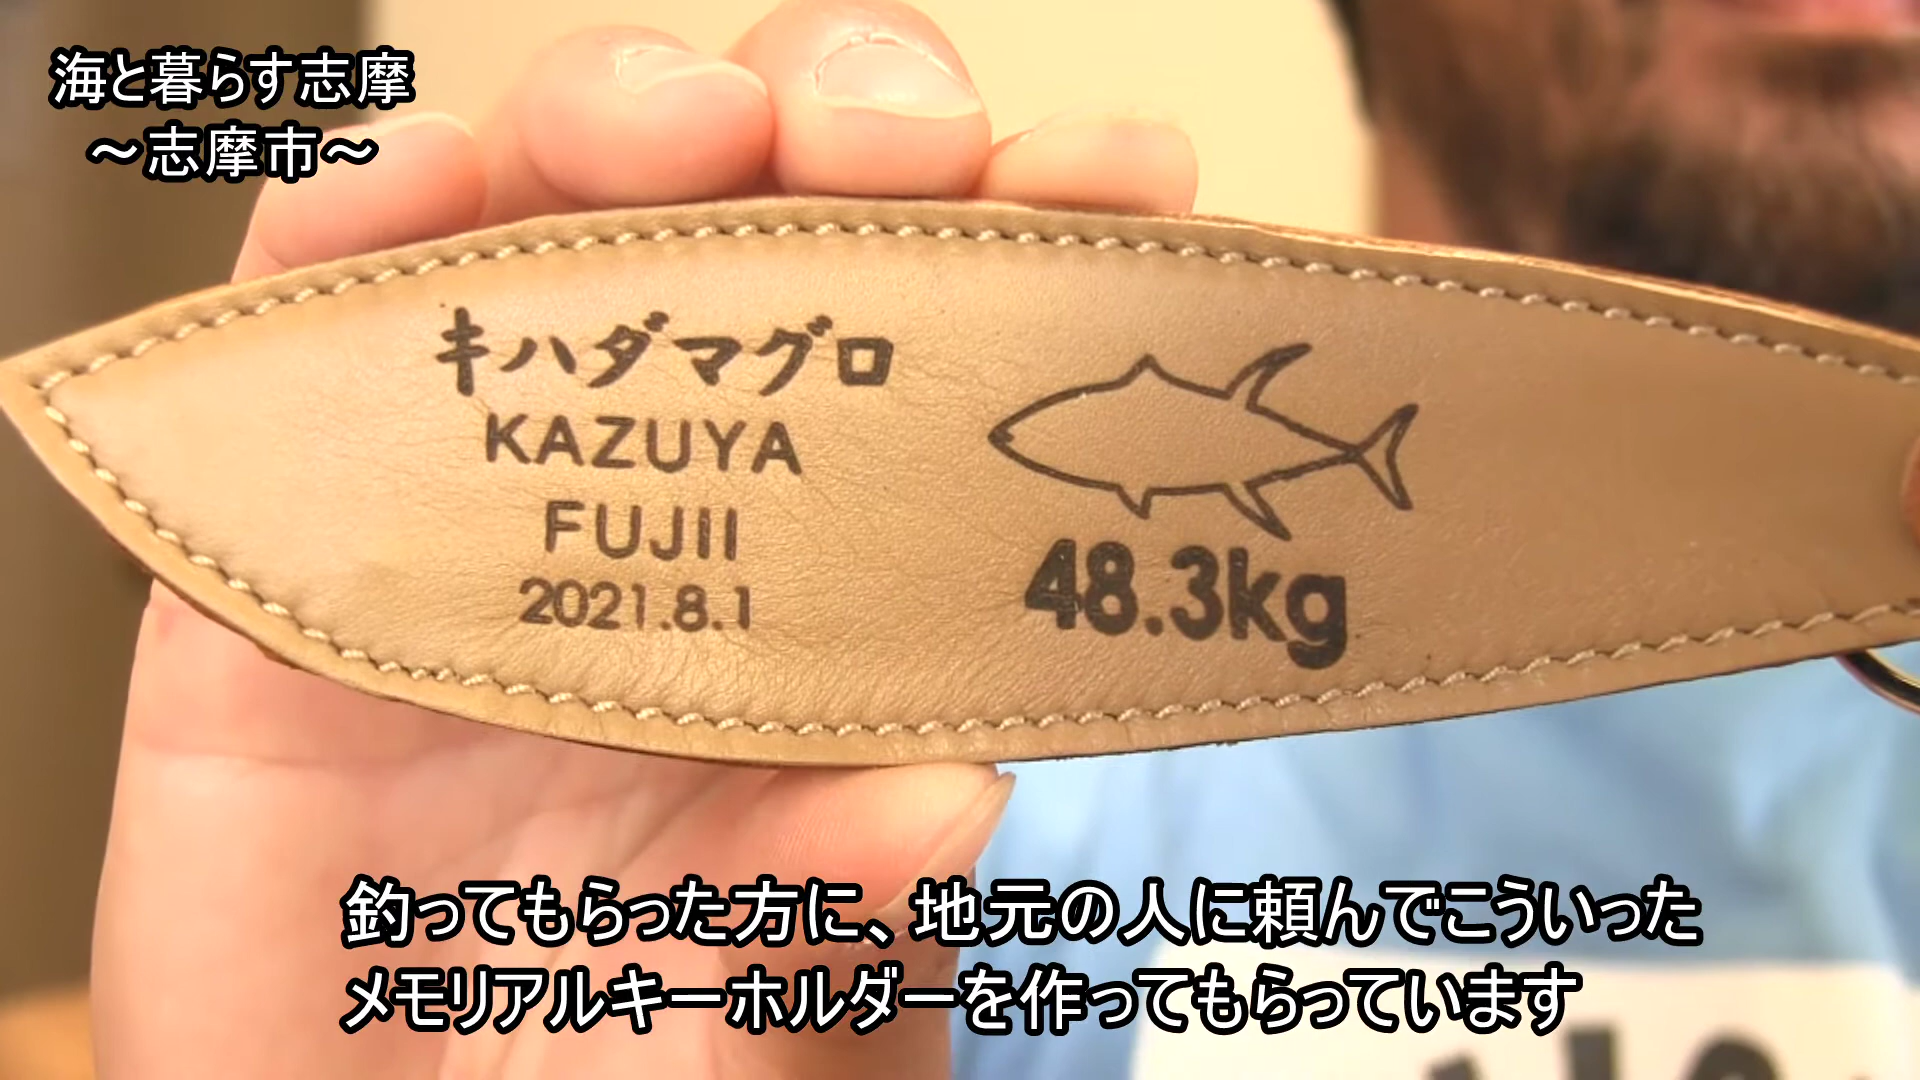 海と暮らす志摩
～志摩市～
キハダマグロ
KAZUYA
FUJII
2021.8.1
48.3kg
釣ってもらった方に、地元の人に頼んでこういった
メモリアルキーホルダーを作ってもらっています